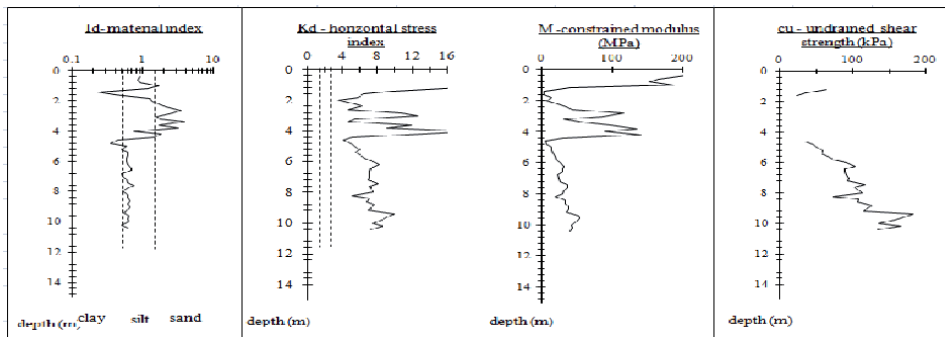 Id-material index
0.1 1 10
0
2
4
6
8
10
12
14
depth (m)
clay silt sand
Kd - horizontal stress
index
0 4 8 12 16
0
2
4
6
8
10
12
14
depth (m)
M -constrained modulus
(MPa)
0 100 200
0
2
4
6
8
10
12
14
depth (m)
cu - undrained shear
strength (kPa)
0 100 200
0
2
4
6
8
10
12
14
depth (m)